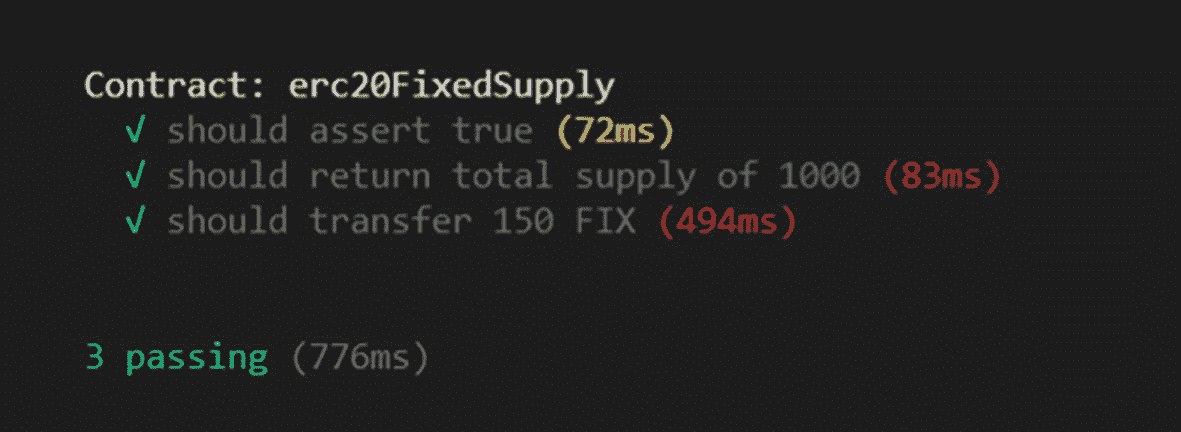 Contract: erc20FixedSupply
√ should assert true (72ms)
√ should return total supply of 1000 (83ms)
√ should transfer 150 FIX (494ms)
3 passing (776ms)